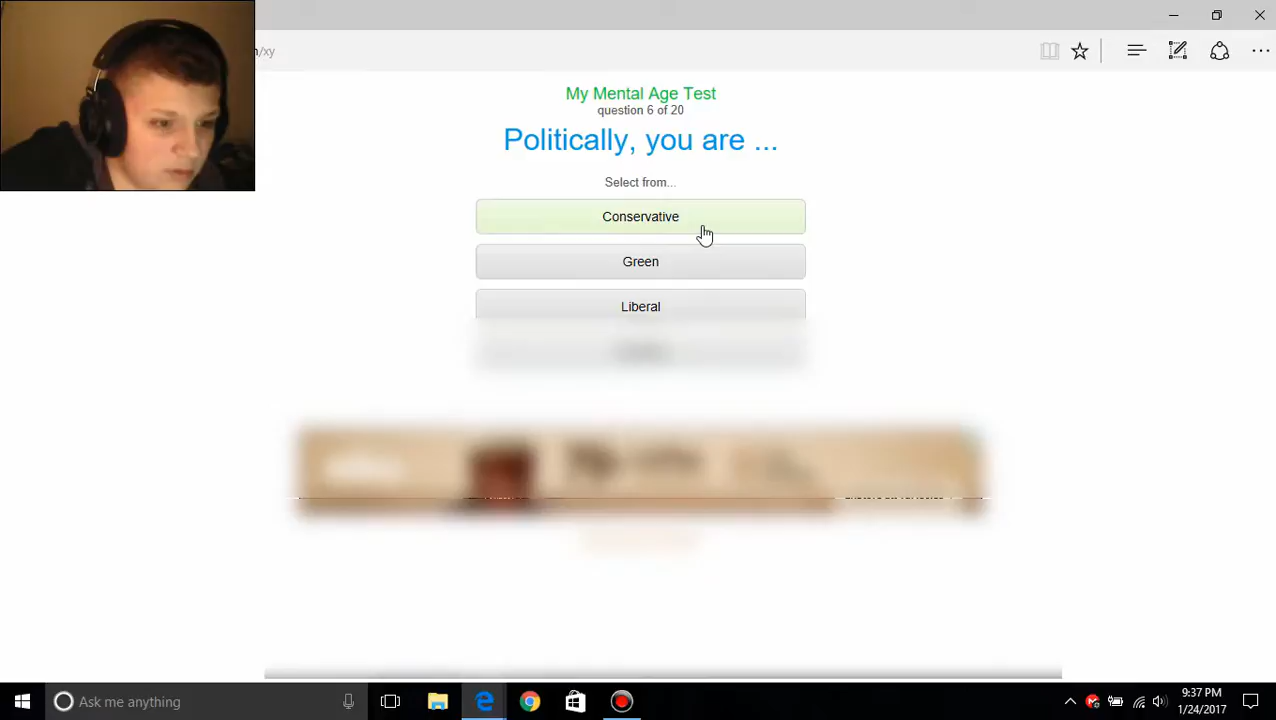 /xy
My Mental Age Test
question 6 of 20
Politically, you are ...
Select from...
Conservative
Green
Liberal
Ask me anything
9:37 PM
1/24/2017